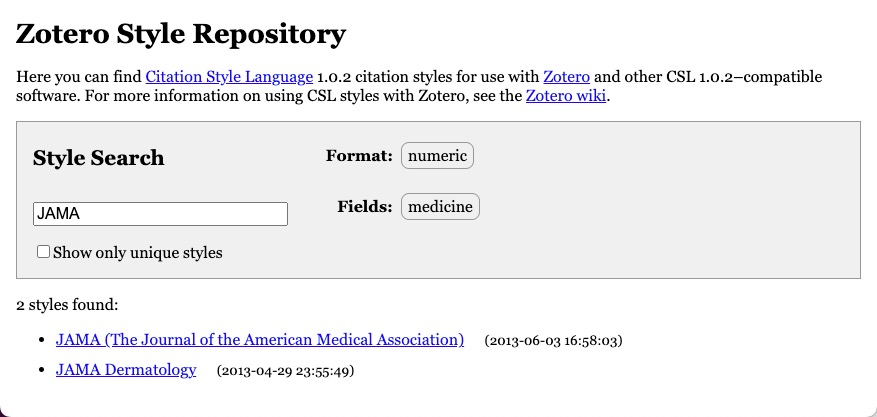 Zotero Style Repository
Here you can find Citation Style Language 1.0.2 citation styles for use with Zotero and other CSL 1.0.2–compatible
software. For more information on using CSL styles with Zotero, see the Zotero wiki.
Style Search
Format: numeric
Fields: medicine
JAMA
Show only unique styles
2 styles found:
JAMA (The Journal of the American Medical Association) (2013-06-03 16:58:03)
JAMA Dermatology (2013-04-29 23:55:49)